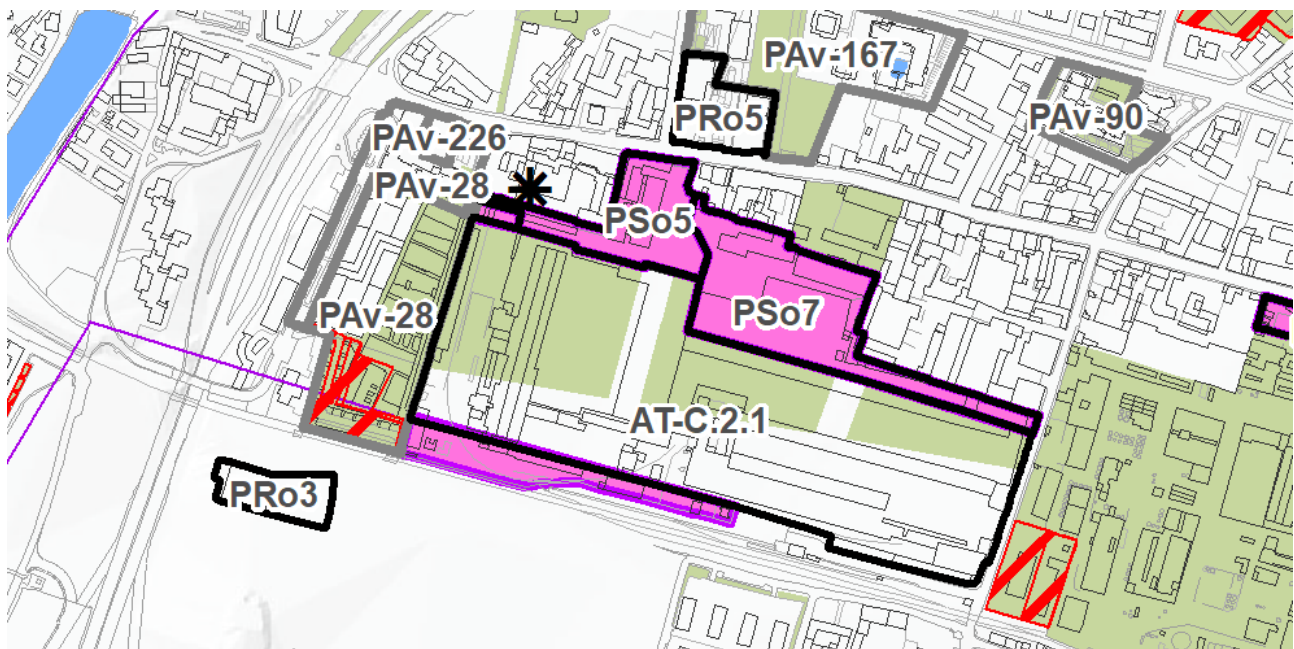 PAv-167
PRo5
PAv-90
PAv-226
PAv-28
PSo5
PSo7
PAv-28
AT-C.2.1
PRo3